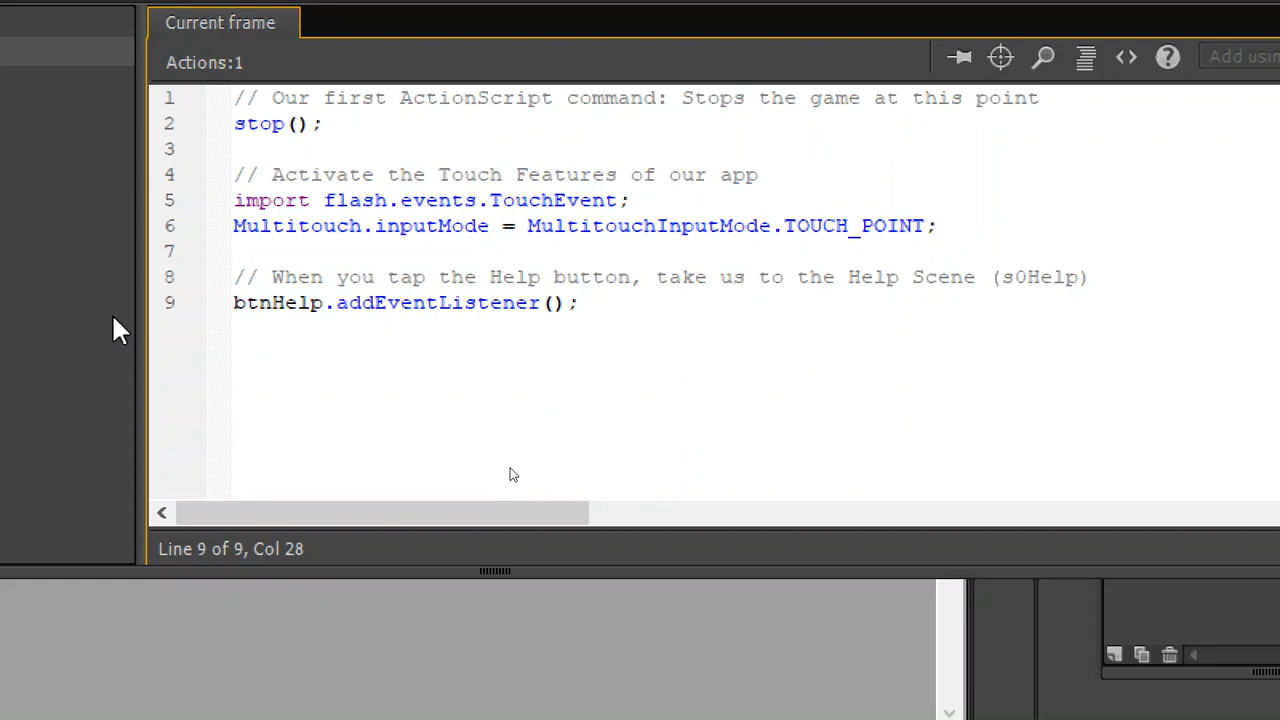 Current frame
Actions:1
Add usin
1 // Our first ActionScript command: Stops the game at this point
2 stop();
3
4 // Activate the Touch Features of our app
5 import flash.events.TouchEvent;
6 Multitouch.inputMode = MultitouchInputMode.TOUCH_POINT;
7
8 // When you tap the Help button, take us to the Help Scene (s0Help)
9 btnHelp.addEventListener();
Line 9 of 9, Col 28